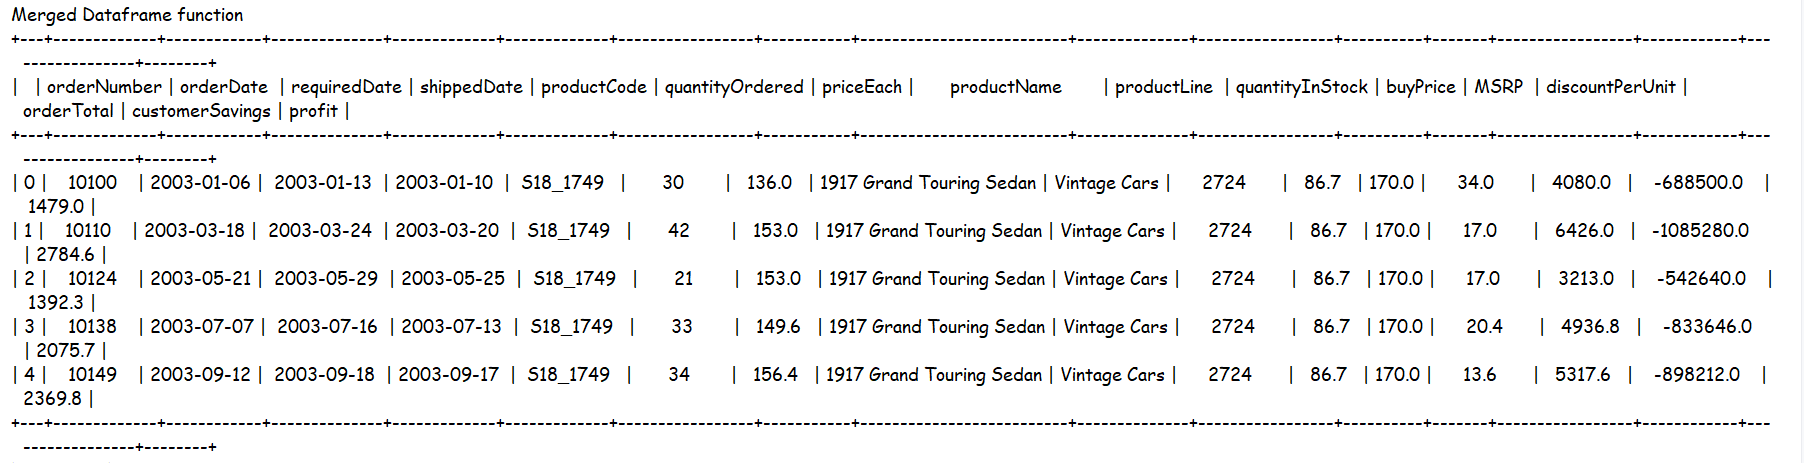 Merged Dataframe function
+---+-------------+------------+--------------+-------------+-------------+-----------------+-----------+--------------------------+--------------+-----------------+----------+-------+-----------------+------------+---
--------------+--------+
| | orderNumber | orderDate | requiredDate | shippedDate | productCode | quantityOrdered | priceEach | productName | productLine | quantityInStock | buyPrice | MSRP | discountPerUnit |
orderTotal | customerSavings | profit |
+---+-------------+------------+--------------+-------------+-------------+-----------------+-----------+--------------------------+--------------+-----------------+----------+-------+-----------------+------------+---
--------------+--------+
| 0 | 10100 | 2003-01-06 | 2003-01-13 | 2003-01-10 | S18_1749 | 30 | 136.0 | 1917 Grand Touring Sedan | Vintage Cars | 2724 | 86.7 | 170.0 | 34.0 | 4080.0 | -688500.0 |
1479.0 |
| 1 | 10110 | 2003-03-18 | 2003-03-24 | 2003-03-20 | S18_1749 | 42 | 153.0 | 1917 Grand Touring Sedan | Vintage Cars | 2724 | 86.7 | 170.0 | 17.0 | 6426.0 | -1085280.0
| 2784.6 |
| 2 | 10124 | 2003-05-21 | 2003-05-29 | 2003-05-25 | S18_1749 | 21 | 153.0 | 1917 Grand Touring Sedan | Vintage Cars | 2724 | 86.7 | 170.0 | 17.0 | 3213.0 | -542640.0 |
1392.3 |
| 3 | 10138 | 2003-07-07 | 2003-07-16 | 2003-07-13 | S18_1749 | 33 | 149.6 | 1917 Grand Touring Sedan | Vintage Cars | 2724 | 86.7 | 170.0 | 20.4 | 4936.8 | -833646.0
| 2075.7 |
| 4 | 10149 | 2003-09-12 | 2003-09-18 | 2003-09-17 | S18_1749 | 34 | 156.4 | 1917 Grand Touring Sedan | Vintage Cars | 2724 | 86.7 | 170.0 | 13.6 | 5317.6 | -898212.0 |
2369.8 |
+---+-------------+------------+--------------+-------------+-------------+-----------------+-----------+--------------------------+--------------+-----------------+----------+-------+-----------------+------------+---
--------------+--------+